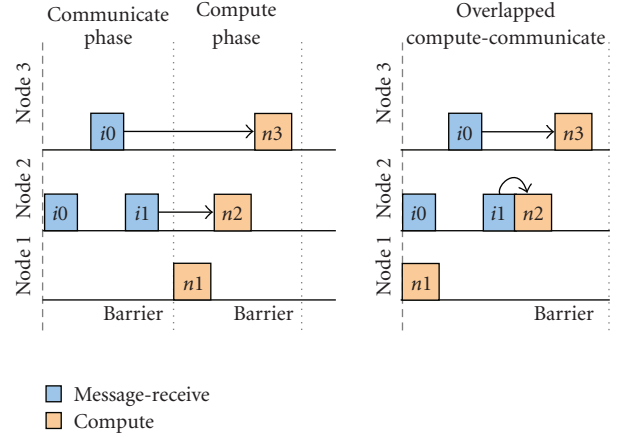 Communicate
phase
Compute
phase
Overlapped
compute-communicate
Node 3
i0
n3
Node 2
i0
i1
n2
Node 1
n1
Barrier
Barrier
Node 3
i0
n3
Node 2
i0
i1
n2
Node 1
n1
Barrier
Message-receive
Compute